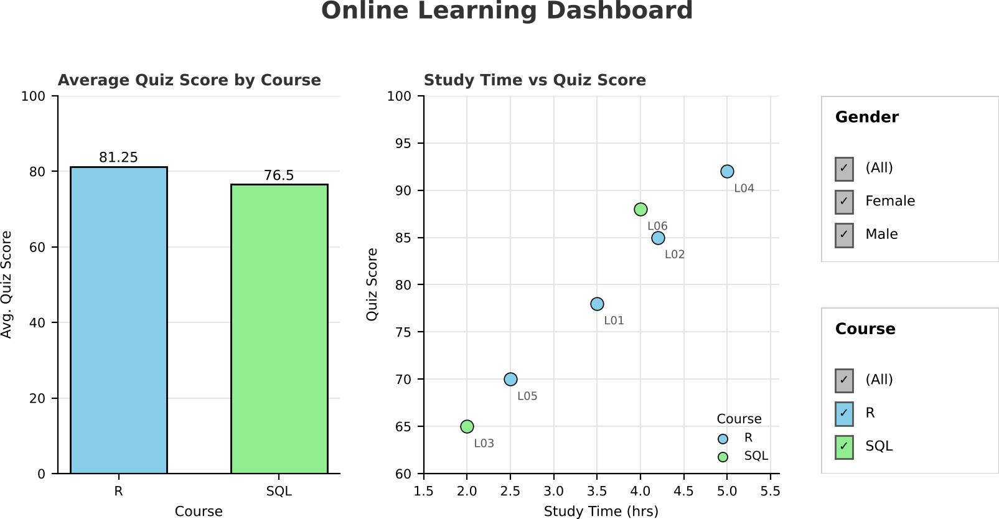 Online Learning Dashboard
Average Quiz Score by Course
100
80
60
40
20
0
Avg. Quiz Score
81.25
76.5
R
SQL
Course
Study Time vs Quiz Score
100
95
90
85
80
75
70
65
60
Quiz Score
L04
L06
L02
L01
L05
L03
Course
R
SQL
1.5 2.0 2.5 3.0 3.5 4.0 4.5 5.0 5.5
Study Time (hrs)
Gender
✓ (All)
✓ Female
✓ Male
Course
✓ (All)
✓ R
✓ SQL